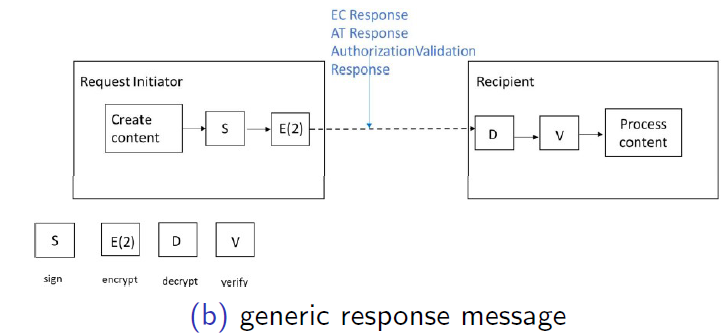 EC Response
AT Response
AuthorizationValidation
Response
Request Initiator
Recipient
Create
content
S
E(2)
D
V
Process
content
S
E(2)
D
V
sign
encrypt
decrypt
verify
(b) generic response message